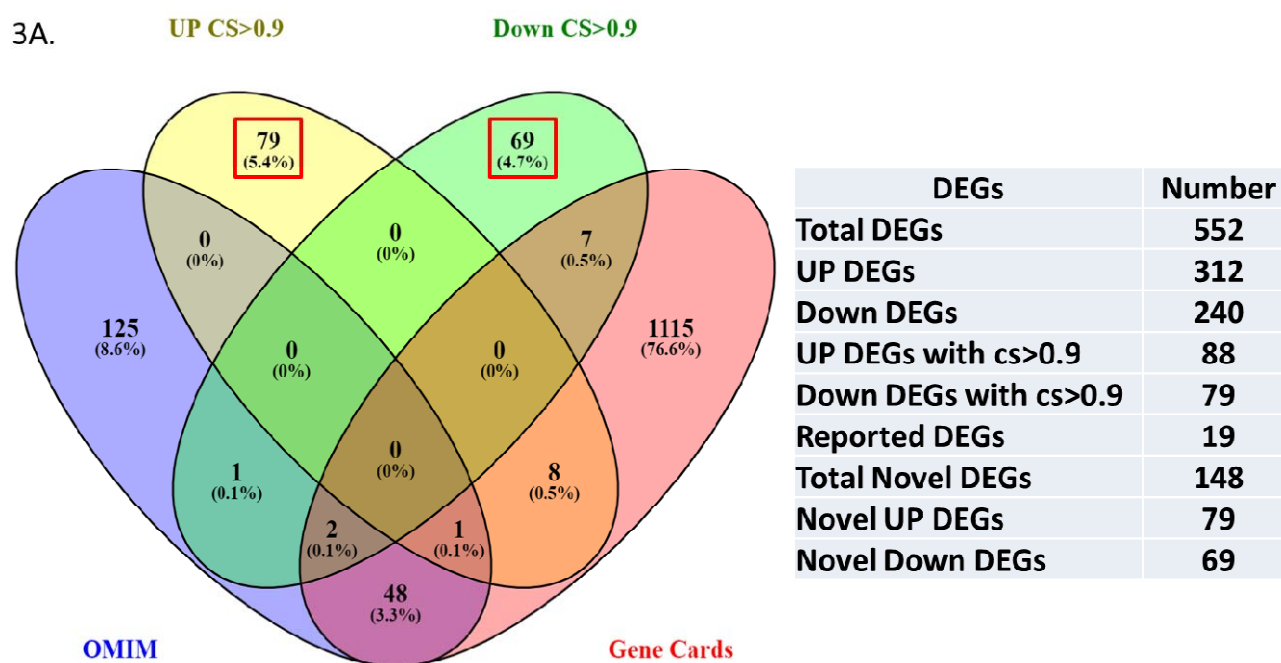 3A.
UP CS>0.9
Down CS>0.9
79
(5.4%)
69
(4.7%)
0
(0%)
0
(0%)
7
(0.5%)
125
(8.6%)
0
(0%)
0
(0%)
1115
(76.6%)
0
(0%)
1
(0.1%)
8
(0.5%)
2
(0.1%)
1
(0.1%)
48
(3.3%)
OMIM
Gene Cards
DEGs Number
Total DEGs 552
UP DEGs 312
Down DEGs 240
UP DEGs with cs>0.9 88
Down DEGs with cs>0.9 79
Reported DEGs 19
Total Novel DEGs 148
Novel UP DEGs 79
Novel Down DEGs 69